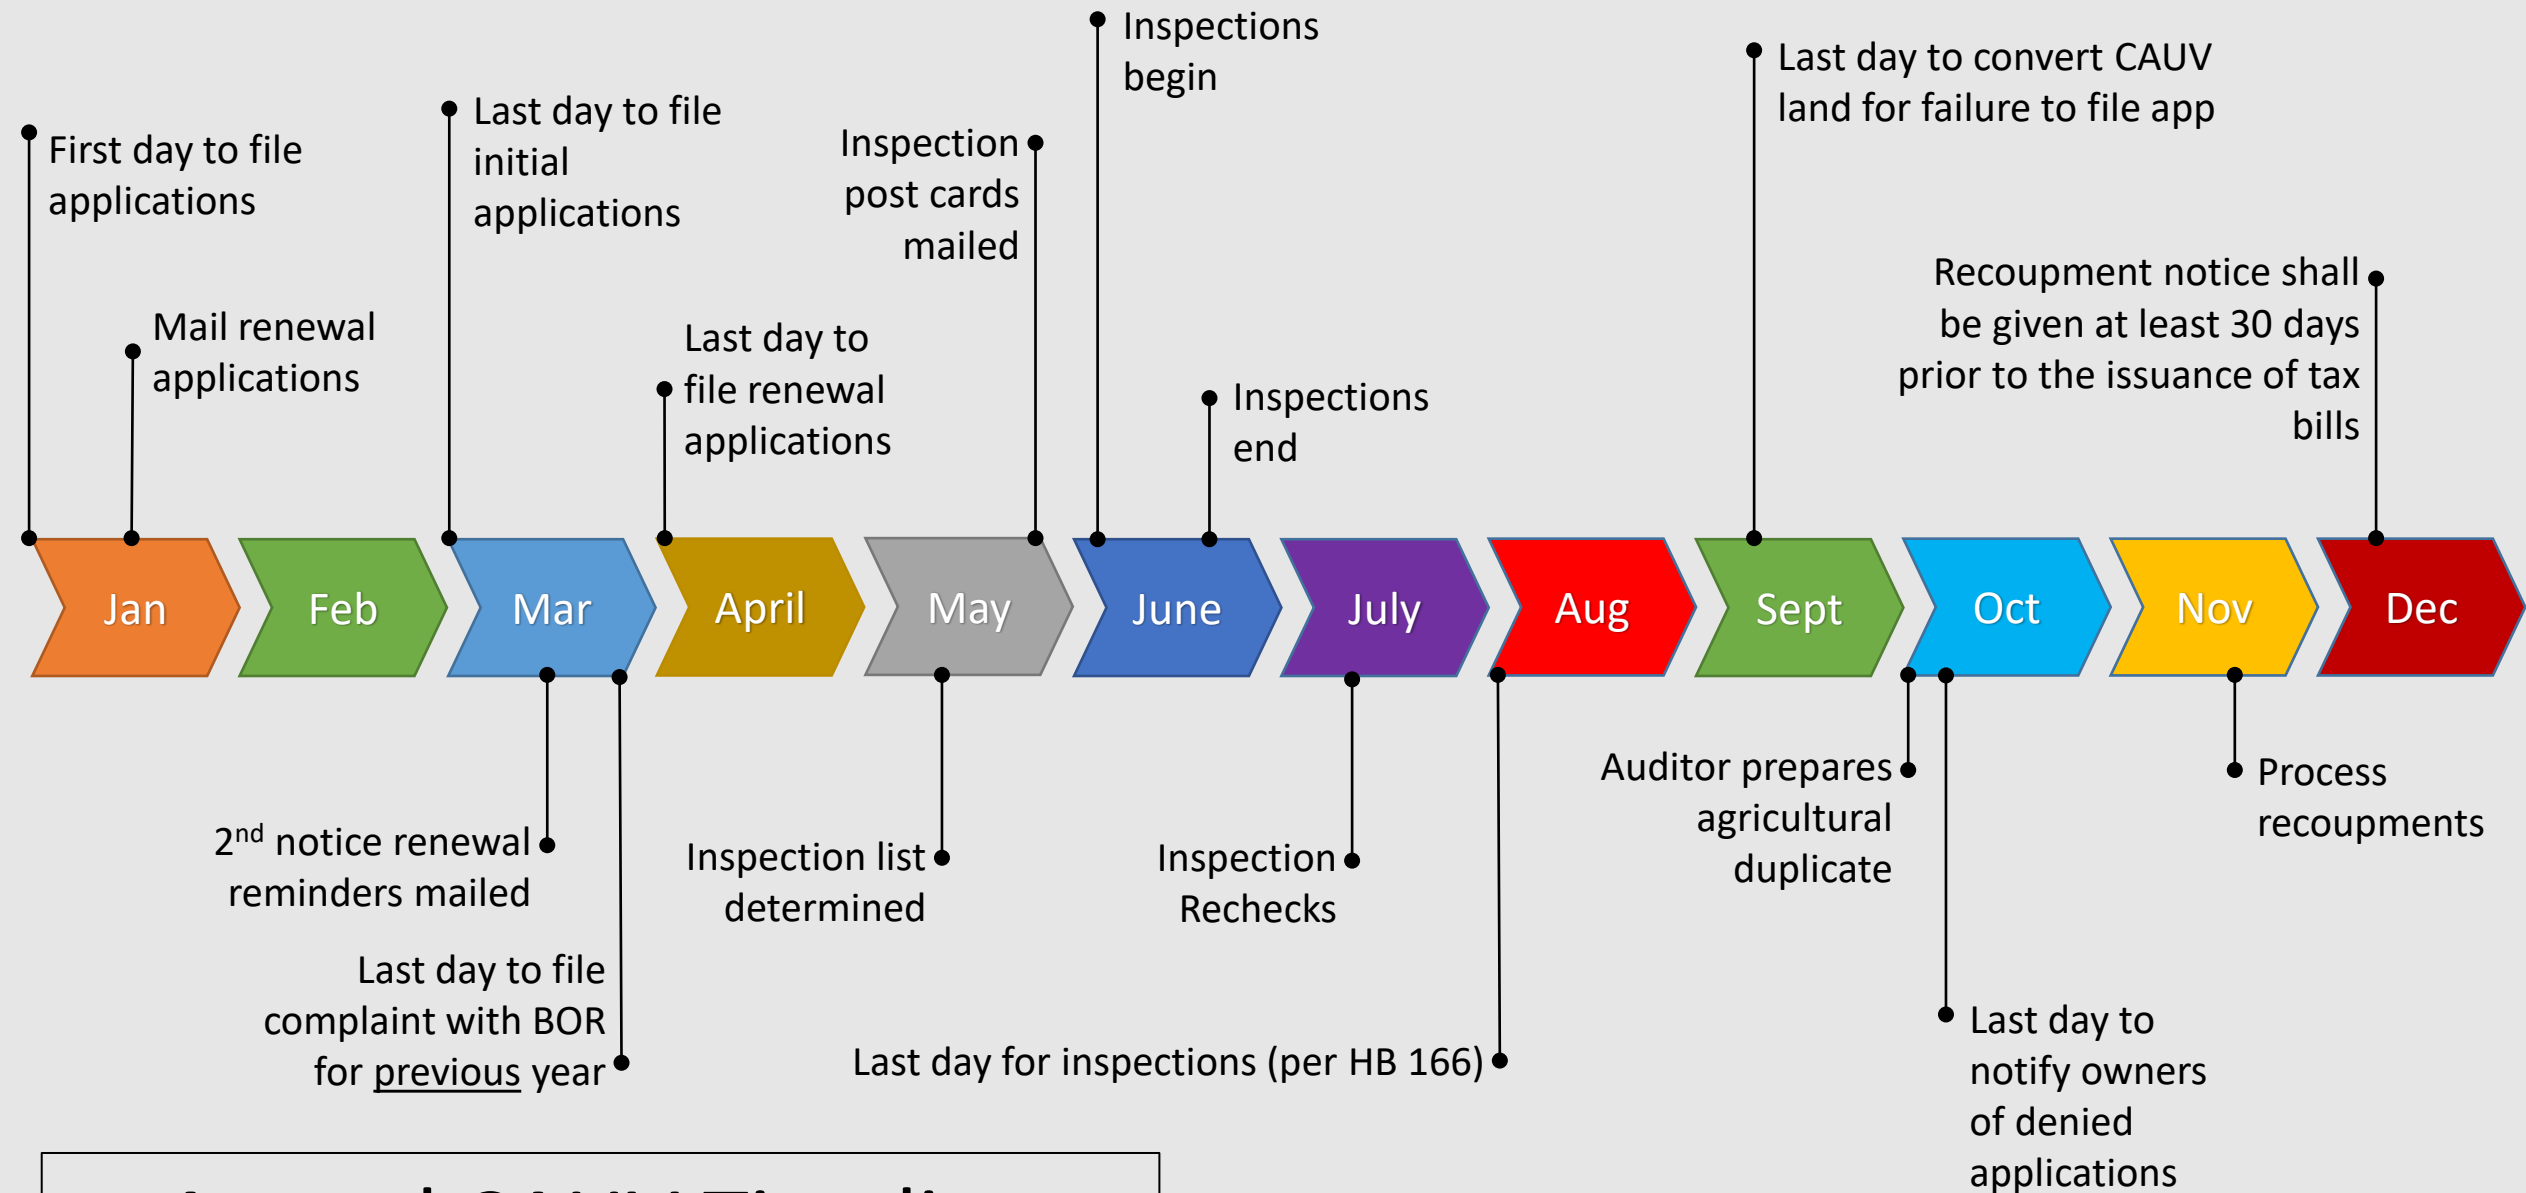 Inspections
begin
Last day to convert CAUV
land for failure to file app
Last day to file
initial
applications
First day to file
applications
Inspection
post cards
mailed
Recoupment notice shall
be given at least 30 days
prior to the issuance of tax
bills
Mail renewal
applications
Last day to
file renewal
applications
Inspections
end
Jan
Feb
Mar
April
May
June
July
Aug
Sept
Oct
Nov
Dec
2nd notice renewal
reminders mailed
Last day to file
complaint with BOR
for previous year
Inspection list
determined
Inspection
Rechecks
Last day for inspections (per HB 166)
Auditor prepares
agricultural
duplicate
Last day to
notify owners
of denied
applications
Process
recoupments